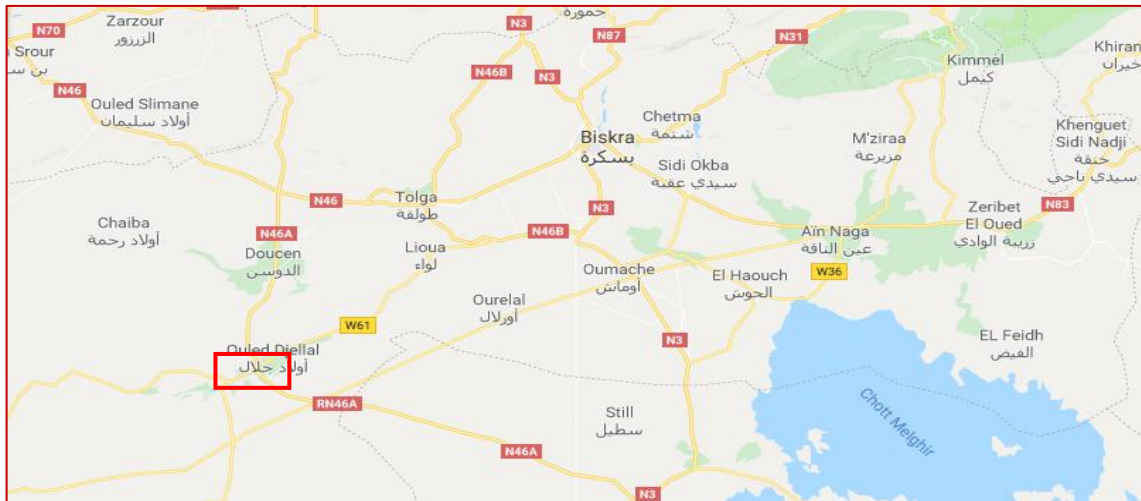 Zarzour
الزرزور
N70
N3
حمورة
N87
N31
Srour
بن س
N46
N46B
N3
Kimmel
كيمل
Khiran
خيران
Ouled Slimane
أولاد سليمان
Chetma
شتمة
Biskra
بسكرة
M'ziraa
مزيرعة
Khenguet
Sidi Nadji
خنقة
سيدي ناجي
Sidi Okba
سيدي عقبة
N46
Tolga
طولقة
N3
Zeribet
El Oued
زريبة الوادي
N83
Chaiba
أولاد رحمة
N46A
Doucen
الدوسن
Lioua
لواء
N46B
Aïn Naga
عين الناقة
Oumache
أوماش
El Haouch
الحوش
W36
Ourelal
أورلال
W61
N3
EL Feidh
الفيض
Ouled Djellal
أولاد جلال
RN46A
Still
سطيل
Chott Melghir
N46A
N3